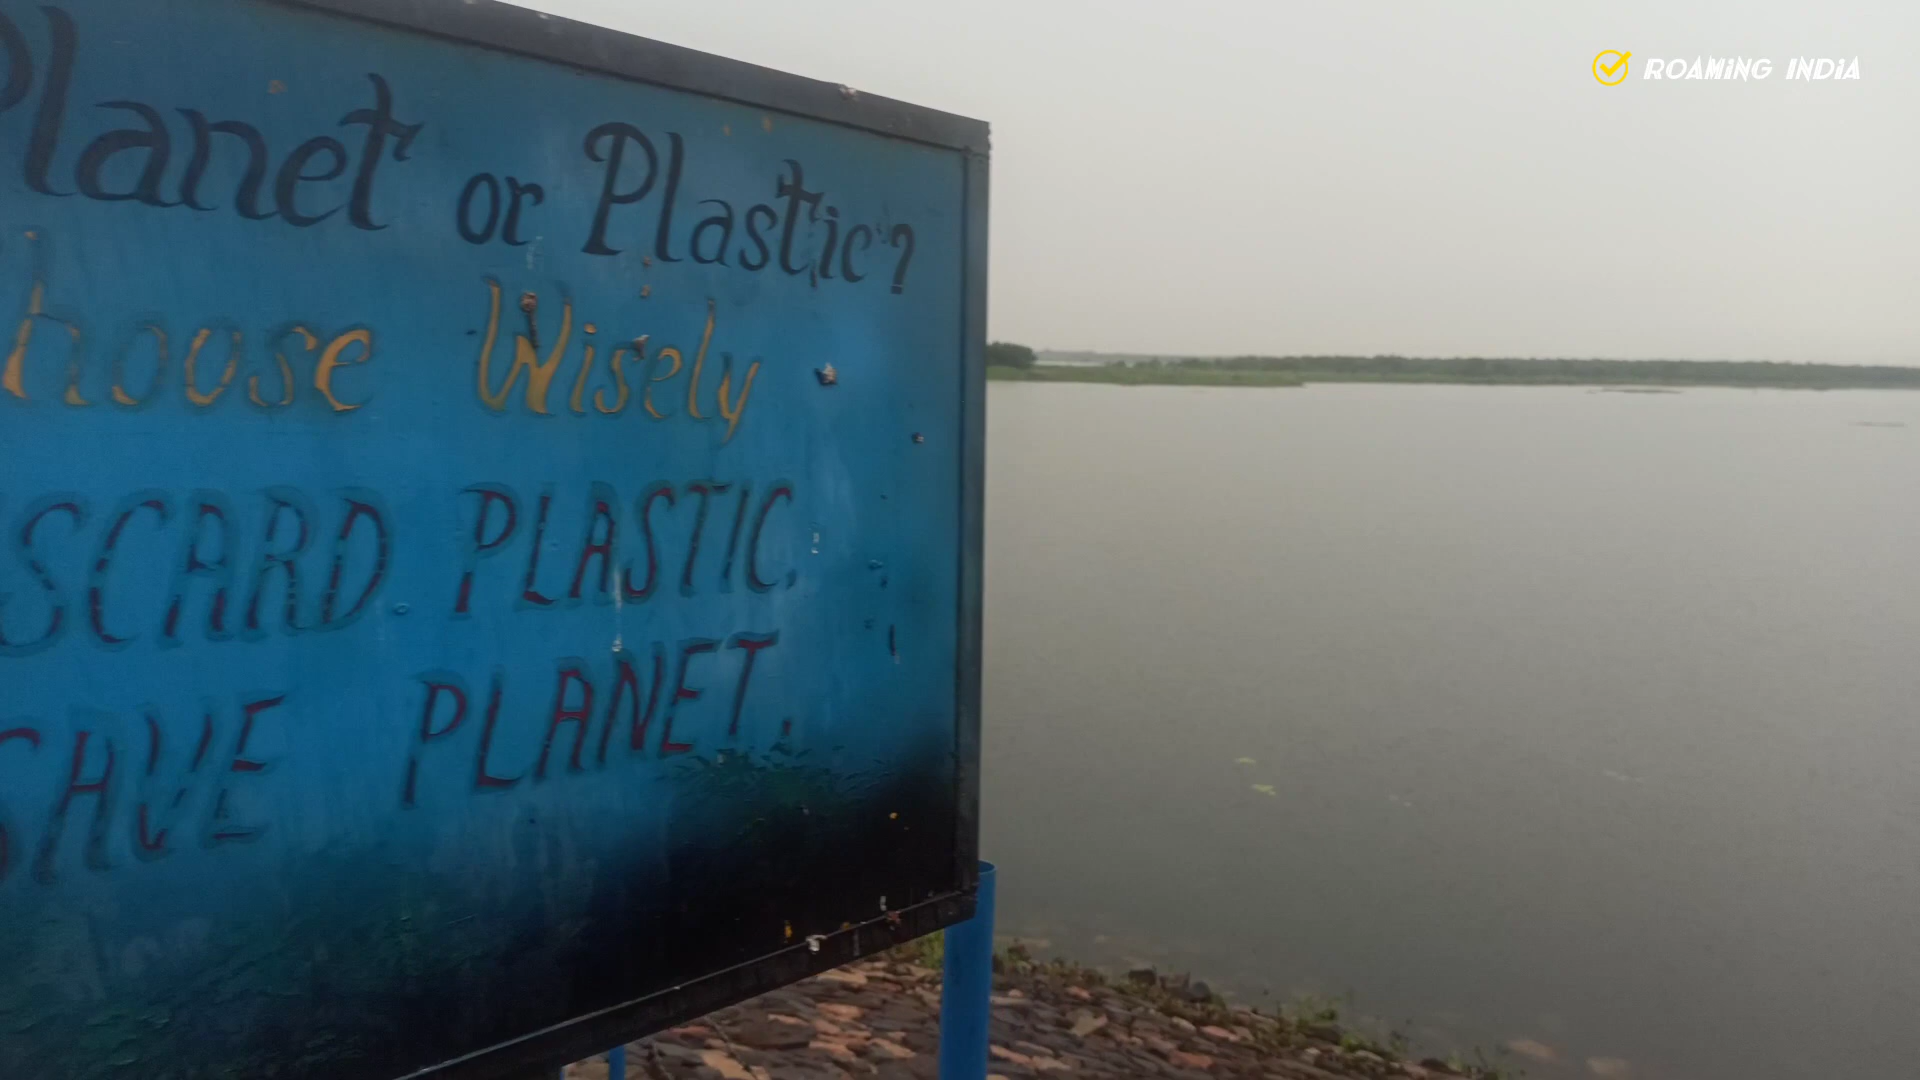 Planet or Plastic?
hoose Wisely
SCARD PLASTIC.
SAVE PLANET.
ROAMING INDIA